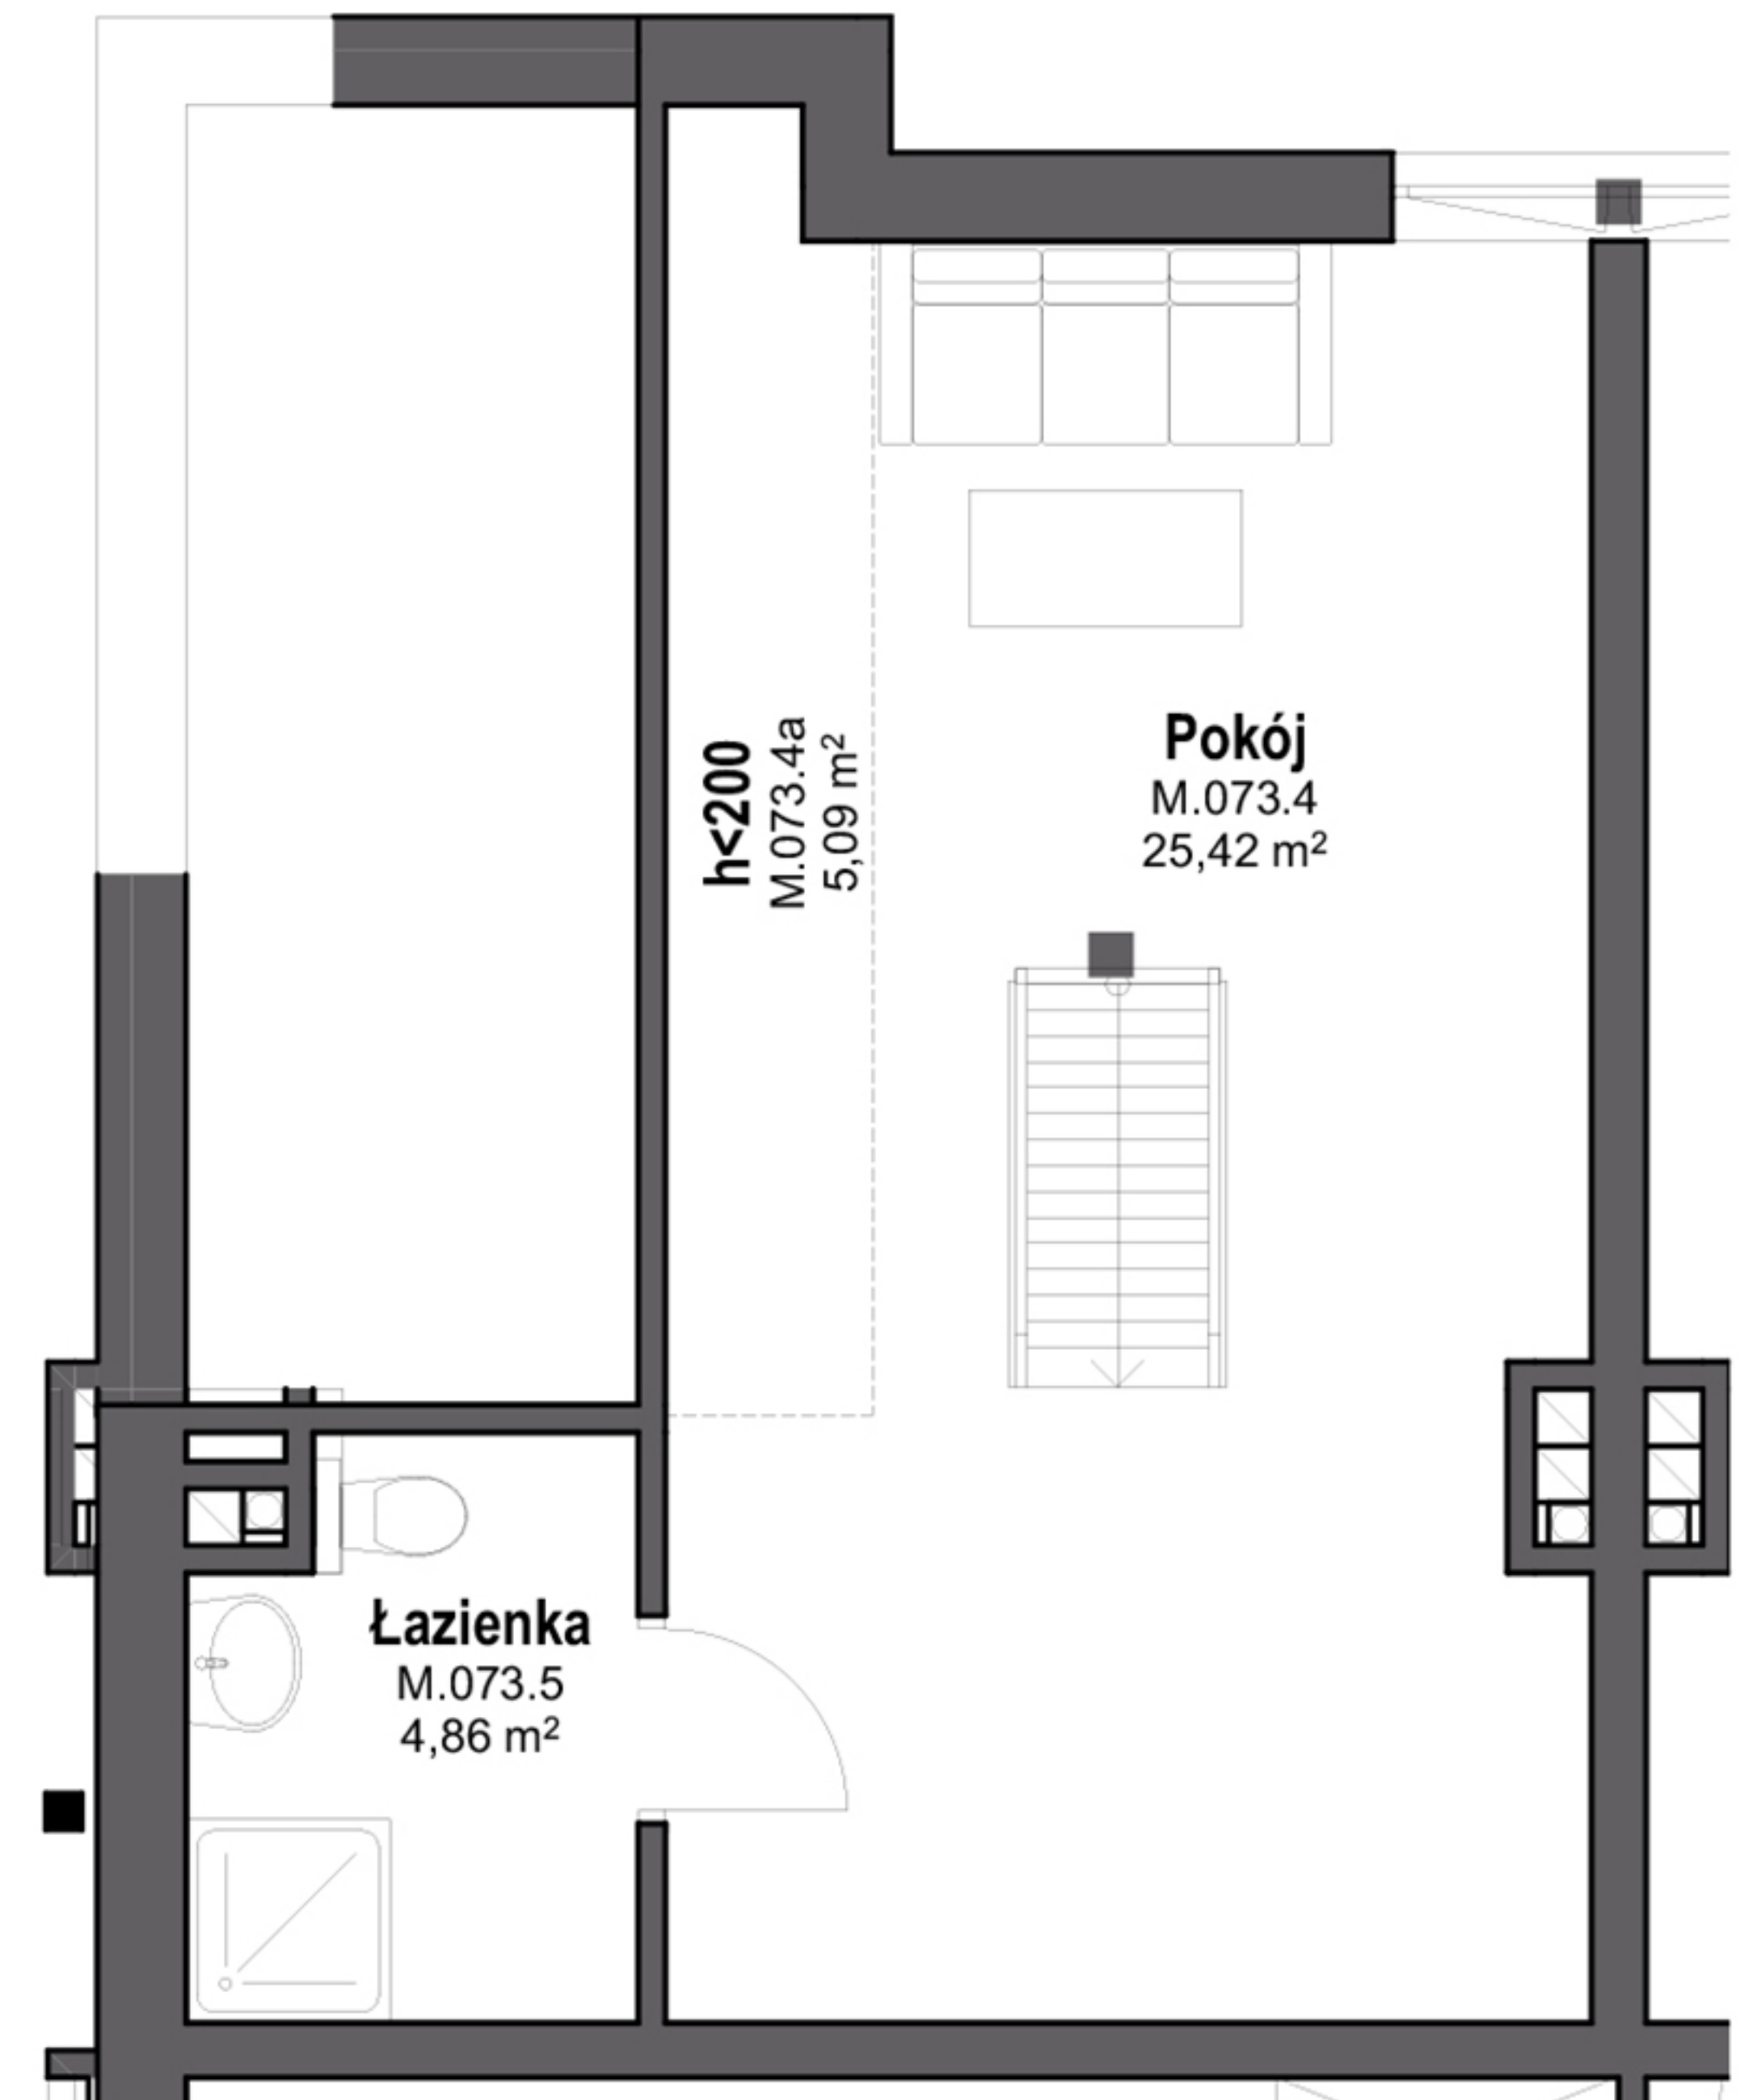 h<200
M.073.4a
5,09 m²
Pokój
M.073.4
25,42 m²
Łazienka
M.073.5
4,86 m²